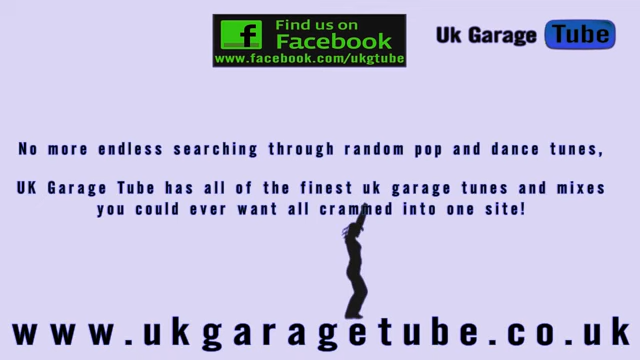 Find us on
Facebook
www.facebook.com/ukgtube
Uk Garage Tube
No more endless searching through random pop and dance tunes,
UK Garage Tube has all of the finest uk garage tunes and mixes
you could ever want all crammed into one site!
www.ukgaragetube.co.uk